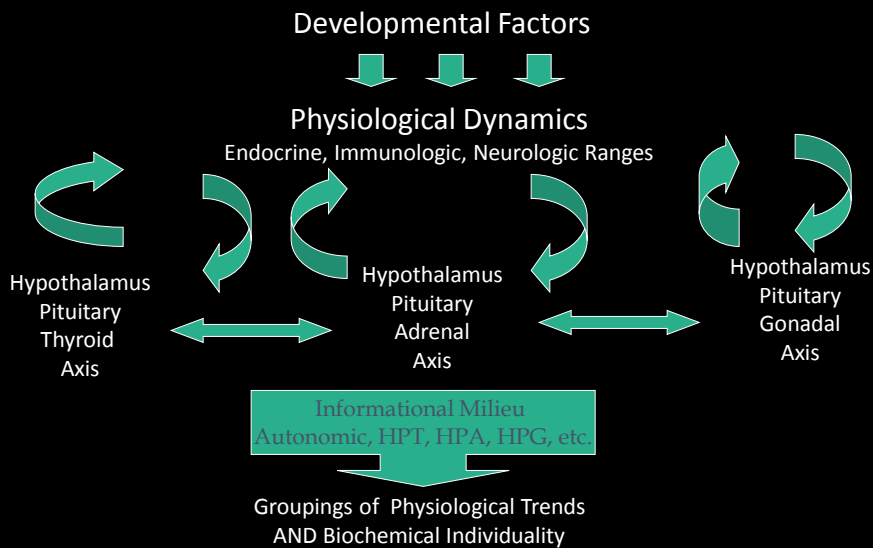 Developmental Factors
Physiological Dynamics
Endocrine, Immunologic, Neurologic Ranges
Hypothalamus
Pituitary
Thyroid
Axis
Hypothalamus
Pituitary
Adrenal
Axis
Hypothalamus
Pituitary
Gonadal
Axis
Informational Milieu
Autonomic, HPT, HPA, HPG, etc.
Groupings of Physiological Trends
AND Biochemical Individuality